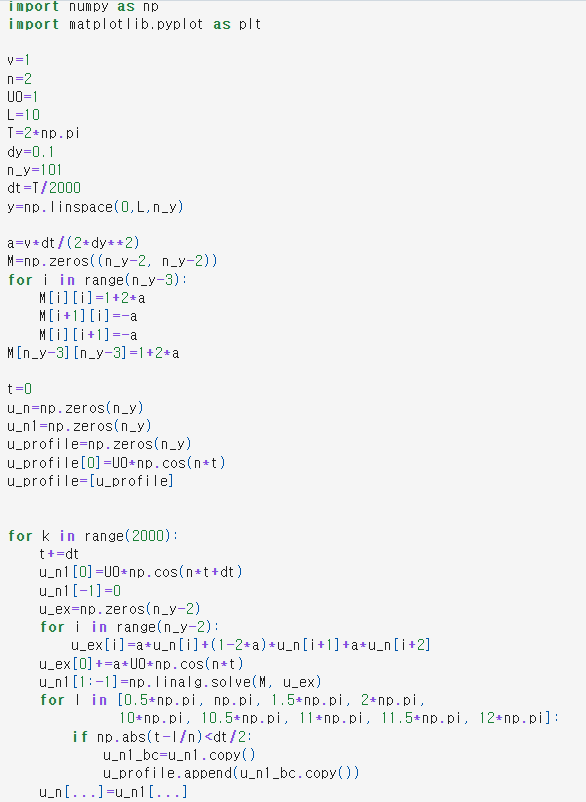 import numpy as np
import matplotlib.pyplot as plt
v=1
n=2
U0=1
L=10
T=2*np.pi
dy=0.1
n_y=101
dt=T/2000
y=np.linspace(0,L,n_y)
a=v*dt/(2*dy**2)
M=np.zeros((n_y-2, n_y-2))
for i in range(n_y-3):
    M[i][i]=1+2*a
    M[i+1][i]=-a
    M[i][i+1]=-a
M[n_y-3][n_y-3]=1+2*a
t=0
u_n=np.zeros(n_y)
u_n1=np.zeros(n_y)
u_profile=np.zeros(n_y)
u_profile[0]=U0*np.cos(n*t)
u_profile=[u_profile]
for k in range(2000):
    t+=dt
    u_n1[0]=U0*np.cos(n*t+dt)
    u_n1[-1]=0
    u_ex=np.zeros(n_y-2)
    for i in range(n_y-2):
        u_ex[i]=a*u_n[i]+(1-2*a)*u_n[i+1]+a*u_n[i+2]
    u_ex[0]+=a*U0*np.cos(n*t)
    u_n1[1:-1]=np.linalg.solve(M, u_ex)
    for l in [0.5*np.pi, np.pi, 1.5*np.pi, 2*np.pi,
              10*np.pi, 10.5*np.pi, 11*np.pi, 11.5*np.pi, 12*np.pi]:
        if np.abs(t-l/n)<dt/2:
            u_n1_bc=u_n1.copy()
            u_profile.append(u_n1_bc.copy())
    u_n[...]=u_n1[...]